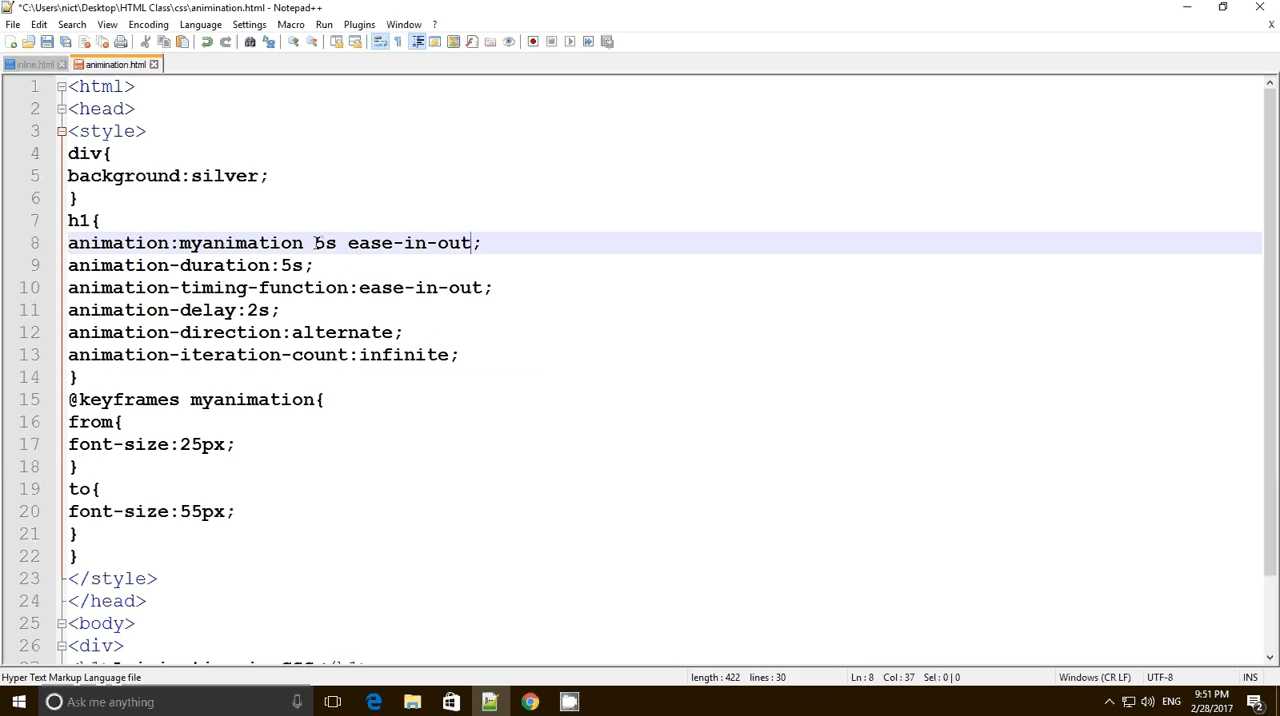 *C:\Users\nict\Desktop\HTML Class\css\animination.html - Notepad++
File Edit Search View Encoding Language Settings Macro Run Plugins Window ?
X
inline.html animination.html
1 <html>
2 <head>
3 <style>
4 div{
5 background:silver;
6 }
7 h1{
8 animation:myanimation 5s ease-in-out;
9 animation-duration:5s;
10 animation-timing-function:ease-in-out;
11 animation-delay:2s;
12 animation-direction:alternate;
13 animation-iteration-count:infinite;
14 }
15 @keyframes myanimation{
16 from{
17 font-size:25px;
18 }
19 to{
20 font-size:55px;
21 }
22 }
23 </style>
24 </head>
25 <body>
26 <div>
Hyper Text Markup Language file length : 422 lines : 30 Ln : 8 Col : 37 Sel : 0 | 0 Windows (CR LF) UTF-8 INS
Ask me anything ENG 9:51 PM
2/28/2017